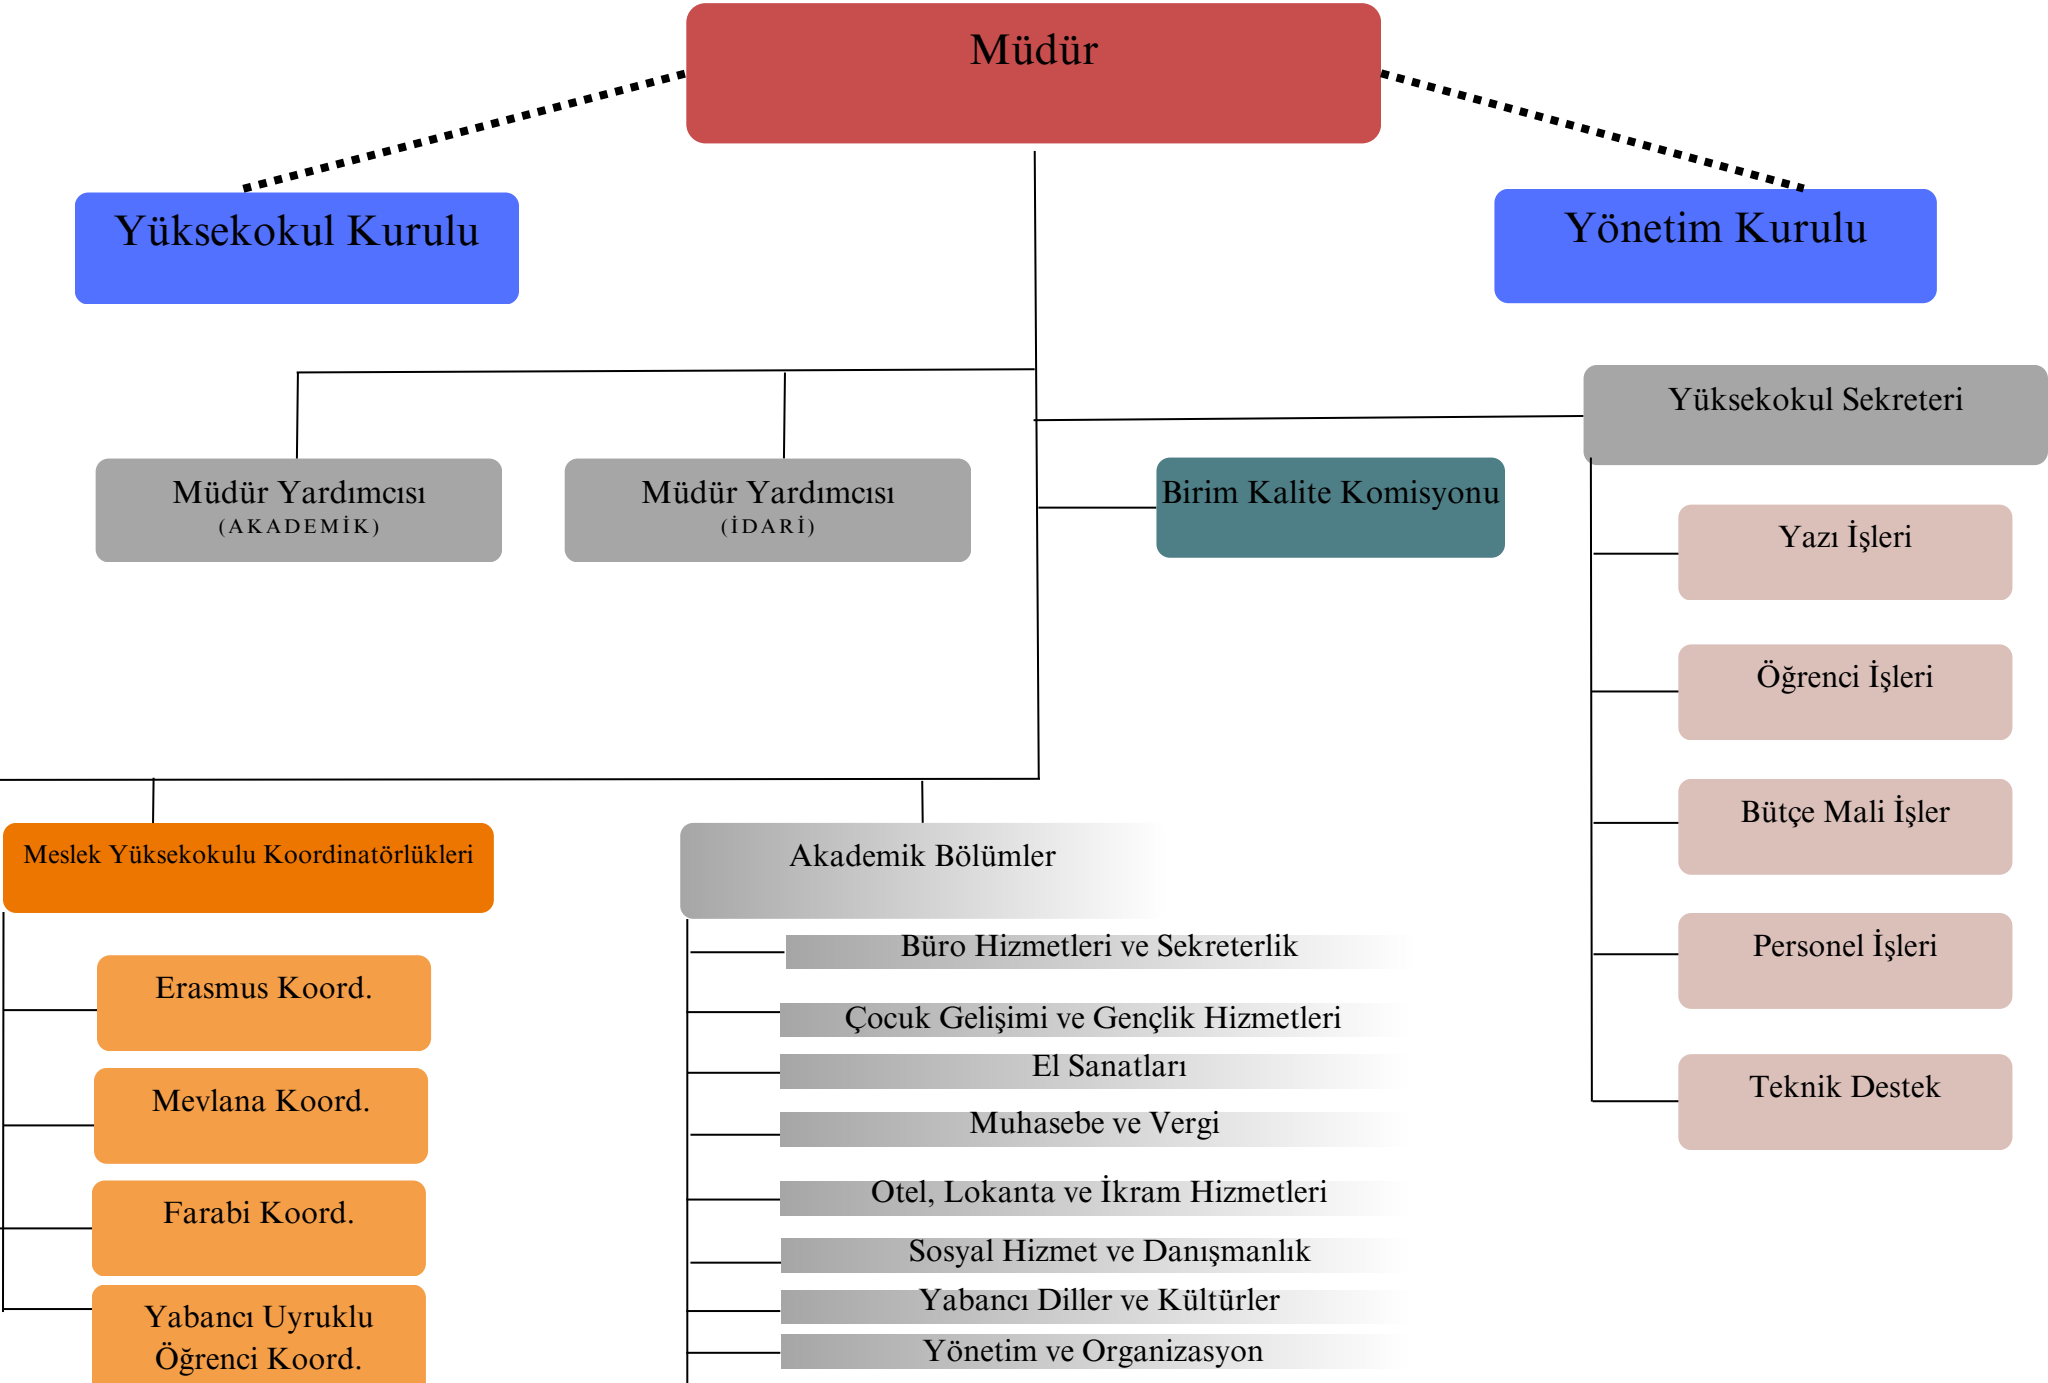 Müdür
Yüksekokul Kurulu
Yönetim Kurulu
Yüksekokul Sekreteri
Müdür Yardımcısı
(AKADEMİK)
Müdür Yardımcısı
(İDARİ)
Birim Kalite Komisyonu
Yazı İşleri
Öğrenci İşleri
Bütçe Mali İşler
Personel İşleri
Teknik Destek
Meslek Yüksekokulu Koordinatörlükleri
Erasmus Koord.
Mevlana Koord.
Farabi Koord.
Yabancı Uyruklu
Öğrenci Koord.
Akademik Bölümler
Büro Hizmetleri ve Sekreterlik
Çocuk Gelişimi ve Gençlik Hizmetleri
El Sanatları
Muhasebe ve Vergi
Otel, Lokanta ve İkram Hizmetleri
Sosyal Hizmet ve Danışmanlık
Yabancı Diller ve Kültürler
Yönetim ve Organizasyon